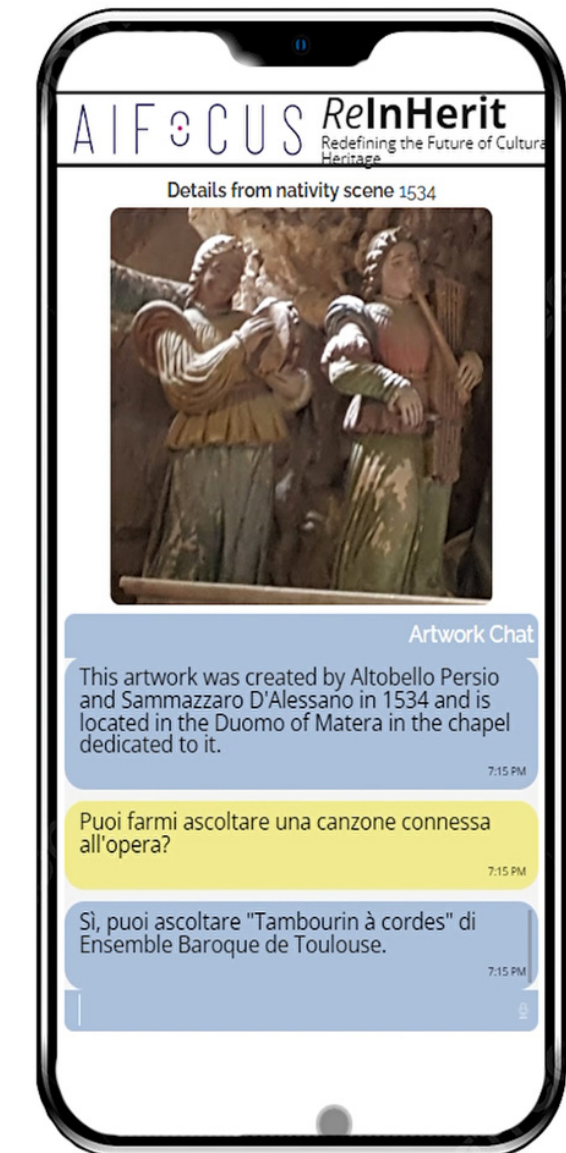 AIFOCUS
ReInHerit
Redefining the Future of Cultura
Heritage
Details from nativity scene 1534
Artwork Chat
This artwork was created by Altobello Persio
and Sammazzaro D'Alessano in 1534 and is
located in the Duomo of Matera in the chapel
dedicated to it.
7:15 PM
Puoi farmi ascoltare una canzone connessa
all'opera?
7:15 PM
Sì, puoi ascoltare "Tambourin à cordes" di
Ensemble Baroque de Toulouse.
7:15 PM